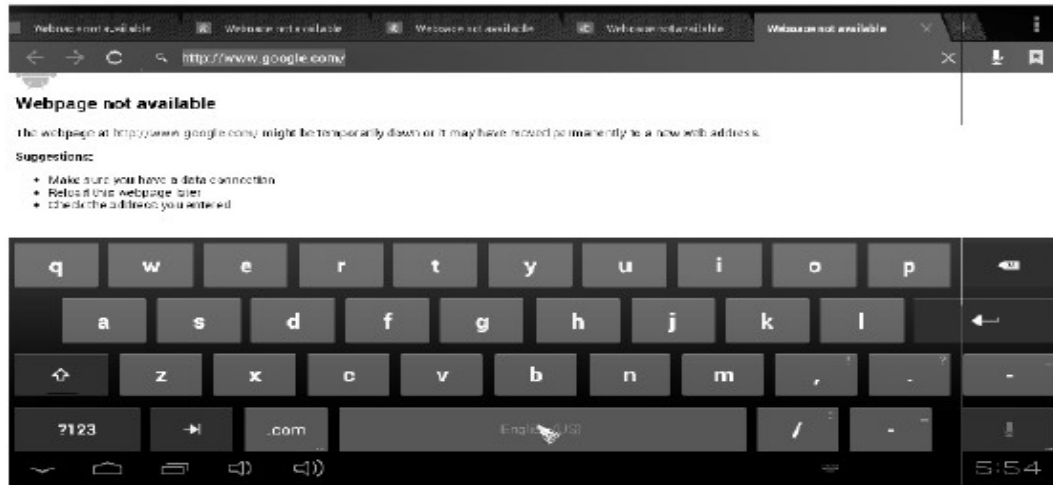 Webpage not available Webpage not available Webpage not available Webpage not available Webpage not available
http://www.google.com/
Webpage not available
The webpage at http://www.google.com/ might be temporarily down or it may have moved permanently to a new web address.
Suggestions:
Make sure you have a data connection
Reload this webpage later
Check the address you entered
q w e r t y u i o p
a s d f g h j k l
z x c v b n m , ! . ? -
?123 .com English (US) / : - _
5:54